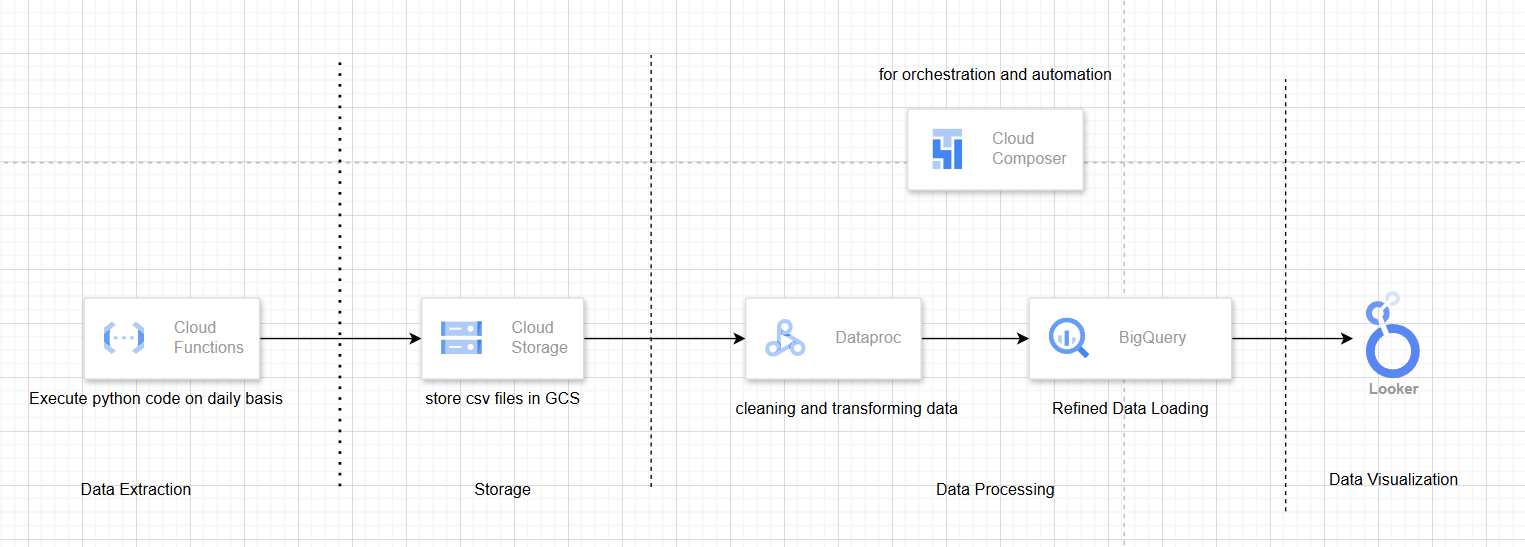 for orchestration and automation
Cloud
Composer
Cloud
Functions
Cloud
Storage
Dataproc
BigQuery
Looker
Execute python code on daily basis
store csv files in GCS
cleaning and transforming data
Refined Data Loading
Data Extraction
Storage
Data Processing
Data Visualization